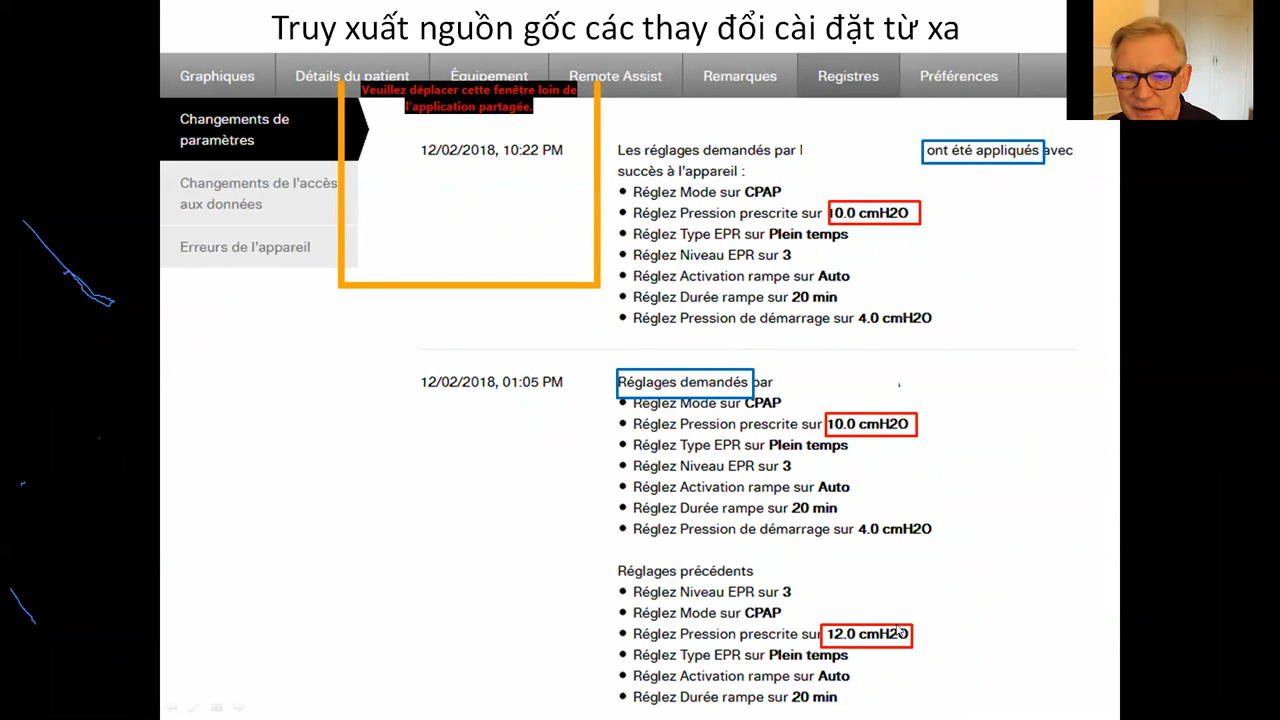 Truy xuất nguồn gốc các thay đổi cài đặt từ xa
Graphiques Détails du patient Équipement Remote Assist Remarques Registres Préférences
Veuillez déplacer cette fenêtre loin de
l'application partagée.
Changements de
paramètres
Changements de l'accès
aux données
Erreurs de l'appareil
12/02/2018, 10:22 PM
Les réglages demandés par ont été appliqués avec
succès à l'appareil :
• Réglez Mode sur CPAP
• Réglez Pression prescrite sur 10.0 cmH2O
• Réglez Type EPR sur Plein temps
• Réglez Niveau EPR sur 3
• Réglez Activation rampe sur Auto
• Réglez Durée rampe sur 20 min
• Réglez Pression de démarrage sur 4.0 cmH2O
12/02/2018, 01:05 PM
Réglages demandés par
• Réglez Mode sur CPAP
• Réglez Pression prescrite sur 10.0 cmH2O
• Réglez Type EPR sur Plein temps
• Réglez Niveau EPR sur 3
• Réglez Activation rampe sur Auto
• Réglez Durée rampe sur 20 min
• Réglez Pression de démarrage sur 4.0 cmH2O
Réglages précédents
• Réglez Niveau EPR sur 3
• Réglez Mode sur CPAP
• Réglez Pression prescrite sur 12.0 cmH2O
• Réglez Type EPR sur Plein temps
• Réglez Activation rampe sur Auto
• Réglez Durée rampe sur 20 min